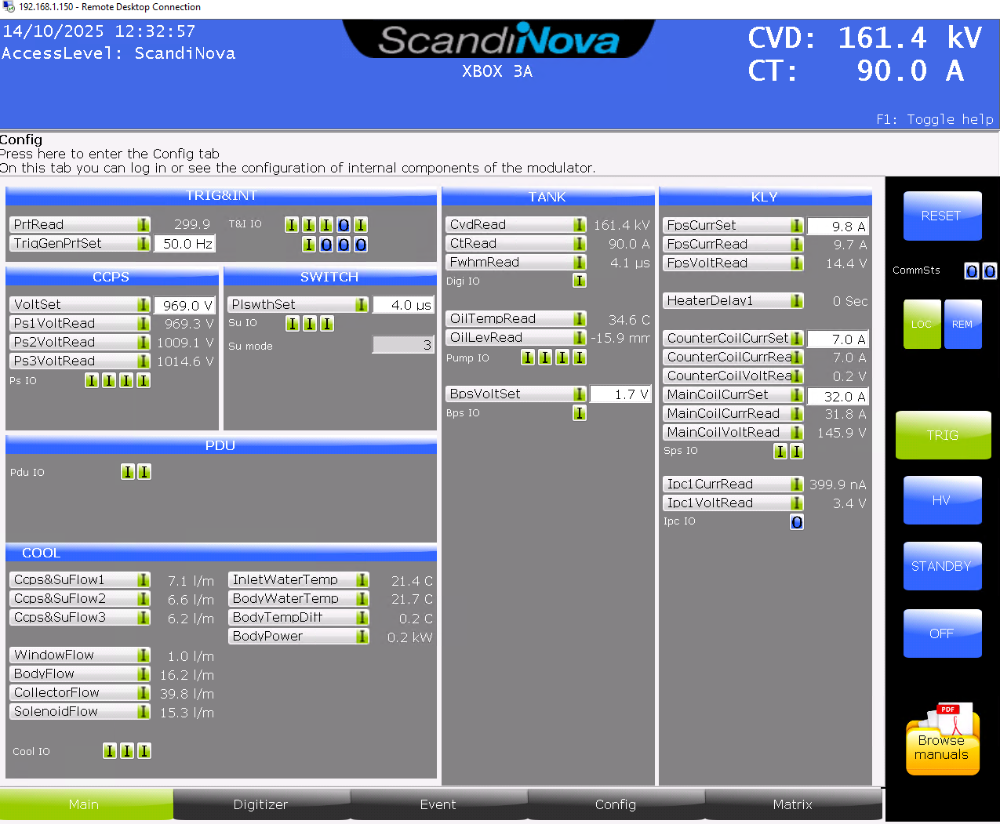 192.168.1.150 - Remote Desktop Connection
14/10/2025 12:32:57
AccessLevel: ScandiNova
ScandiNova
XBOX 3A
CVD: 161.4 kV
CT: 90.0 A
F1: Toggle help
Config
Press here to enter the Config tab
On this tab you can log in or see the configuration of internal components of the modulator.
TRIG&INT
PrfRead I 299.9
TrigGenPrfSet I 50.0 Hz
T&I IO I I I O I
I O O O
CCPS
VoltSet I 969.0 V
Ps1VoltRead I 969.3 V
Ps2VoltRead I 1009.1 V
Ps3VoltRead I 1014.6 V
Ps IO I I I I
SWITCH
PlswthSet I 4.0 µs
Su IO I I I
Su mode 3
PDU
Pdu IO I I
COOL
Ccps&SuFlow1 I 7.1 l/m
Ccps&SuFlow2 I 6.6 l/m
Ccps&SuFlow3 I 6.2 l/m
WindowFlow I 1.0 l/m
BodyFlow I 16.2 l/m
CollectorFlow I 39.8 l/m
SolenoidFlow I 15.3 l/m
Cool IO I I I
InletWaterTemp I 21.4 C
BodyWaterTemp I 21.7 C
BodyTempDiff I 0.2 C
BodyPower I 0.2 kW
TANK
CvdRead I 161.4 kV
CtRead I 90.0 A
FwhmRead I 4.1 µs
Digi IO I
OilTempRead I 34.6 C
OilLevRead I -15.9 mm
Pump IO I I I I
BpsVoltSet I 1.7 V
Bps IO I
KLY
FpsCurrSet I 9.8 A
FpsCurrRead I 9.7 A
FpsVoltRead I 14.4 V
HeaterDelay1 I 0 Sec
CounterCoilCurrSet I 7.0 A
CounterCoilCurrRea I 7.0 A
CounterCoilVoltRea I 0.2 V
MainCoilCurrSet I 32.0 A
MainCoilCurrRead I 31.8 A
MainCoilVoltRead I 145.9 V
Sps IO I I
Ipc1CurrRead I 399.9 nA
Ipc1VoltRead I 3.4 V
Ipc IO O
RESET
CommSts O O
LOC REM
TRIG
HV
STANDBY
OFF
PDF
Browse
manuals
Main Digitizer Event Config Matrix